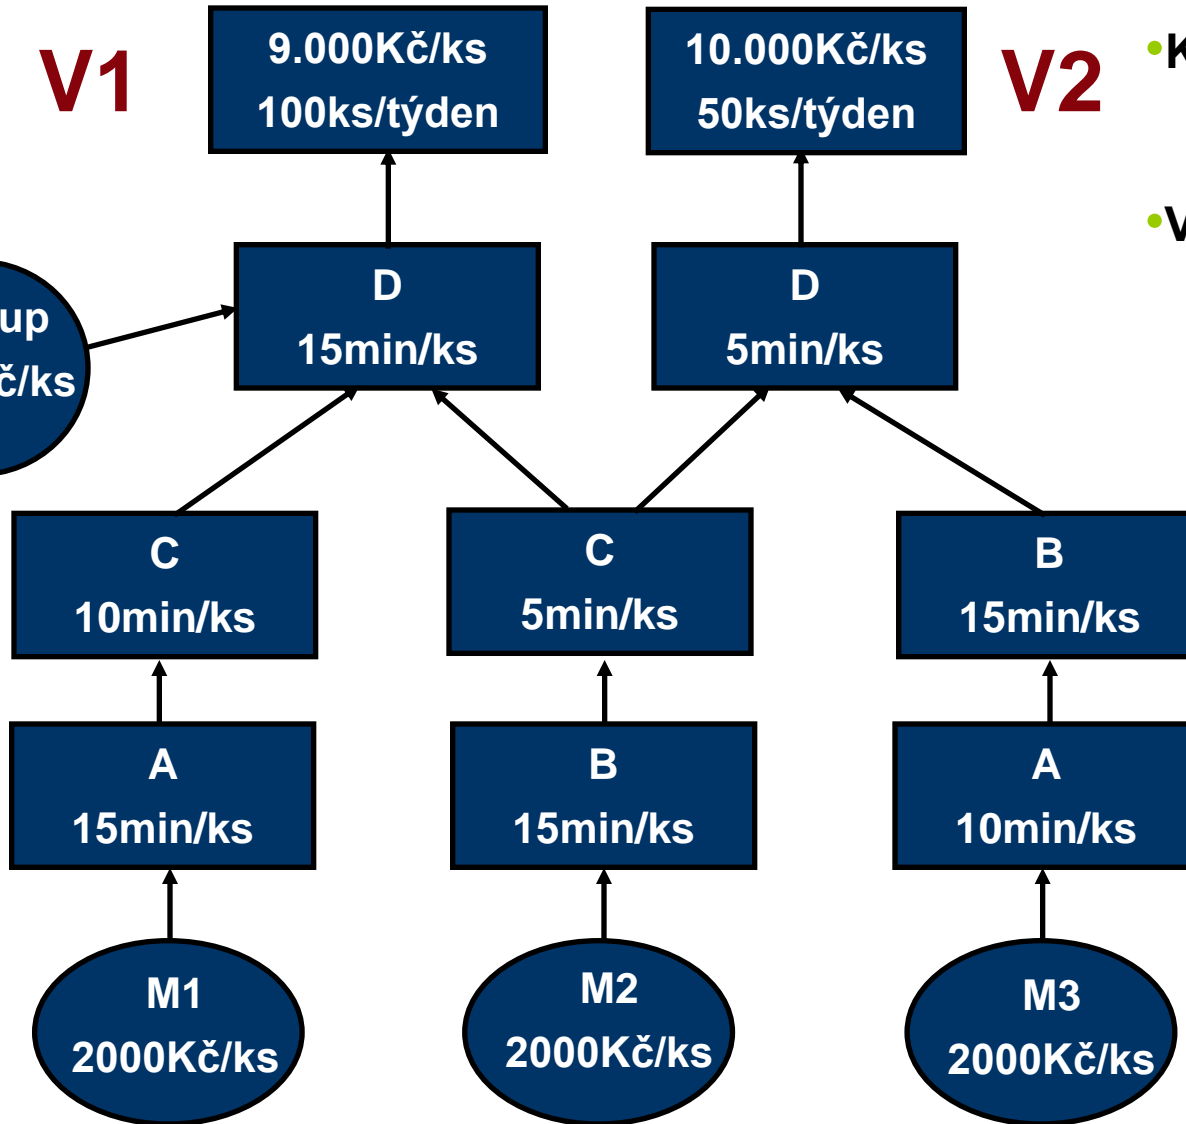 V1
9.000Kč/ks
100ks/týden
10.000Kč/ks
50ks/týden
V2
D
15min/ks
D
5min/ks
C
10min/ks
C
5min/ks
B
15min/ks
A
15min/ks
B
15min/ks
A
10min/ks
M1
2000Kč/ks
M2
2000Kč/ks
M3
2000Kč/ks